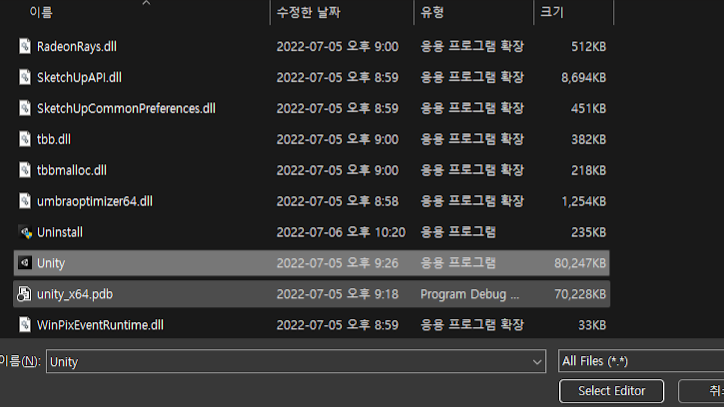 이름 수정한 날짜 유형 크기
RadeonRays.dll 2022-07-05 오후 9:00 응용 프로그램 확장 512KB
SketchUpAPI.dll 2022-07-05 오후 8:59 응용 프로그램 확장 8,694KB
SketchUpCommonPreferences.dll 2022-07-05 오후 8:59 응용 프로그램 확장 451KB
tbb.dll 2022-07-05 오후 9:00 응용 프로그램 확장 382KB
tbbmalloc.dll 2022-07-05 오후 9:00 응용 프로그램 확장 218KB
umbraoptimizer64.dll 2022-07-05 오후 8:58 응용 프로그램 확장 1,254KB
Uninstall 2022-07-06 오후 10:20 응용 프로그램 235KB
Unity 2022-07-05 오후 9:26 응용 프로그램 80,247KB
unity_x64.pdb 2022-07-05 오후 9:18 Program Debug ... 70,228KB
WinPixEventRuntime.dll 2022-07-05 오후 8:59 응용 프로그램 확장 33KB
이름(N): Unity All Files (*.*)
Select Editor